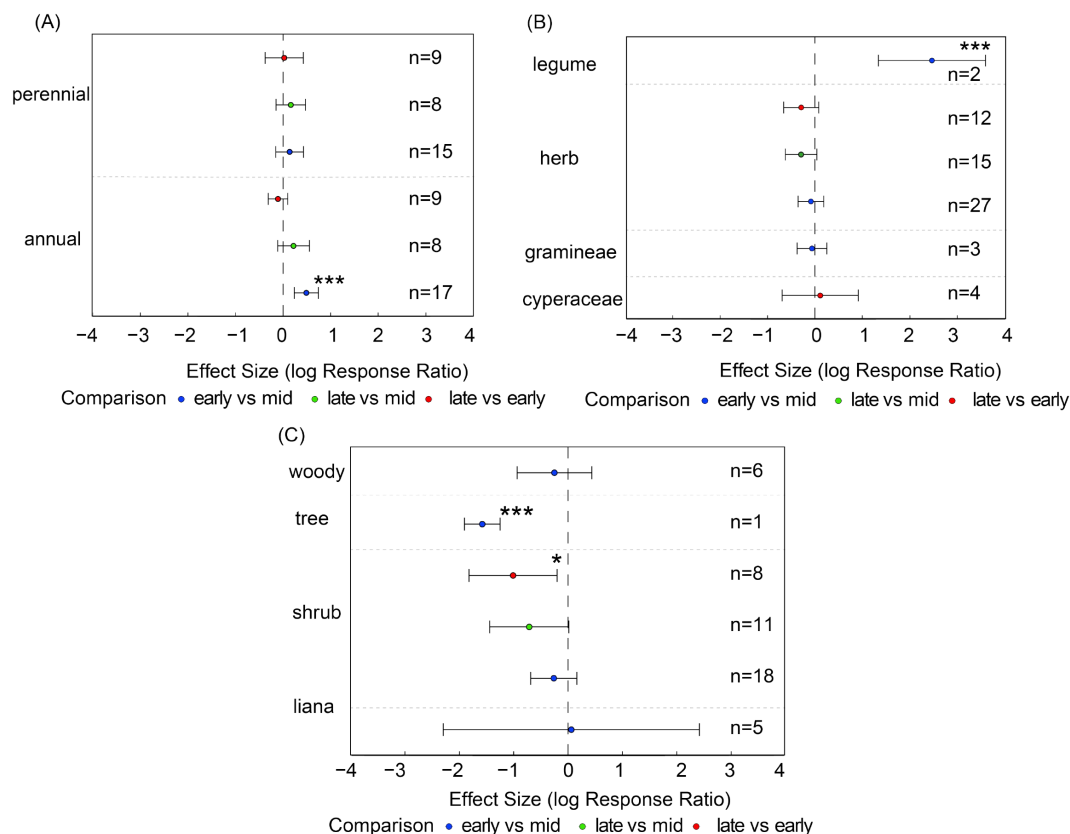 (A)
perennial
n=9
n=8
n=15
annual
n=9
n=8
***
n=17
−4 −3 −2 −1 0 1 2 3 4
Effect Size (log Response Ratio)
Comparison early vs mid late vs mid late vs early
(B)
legume
***
n=2
herb
n=12
n=15
n=27
gramineae
n=3
cyperaceae
n=4
−4 −3 −2 −1 0 1 2 3 4
Effect Size (log Response Ratio)
Comparison early vs mid late vs mid late vs early
(C)
woody
n=6
tree
***
n=1
*
n=8
shrub
n=11
n=18
liana
n=5
−4 −3 −2 −1 0 1 2 3 4
Effect Size (log Response Ratio)
Comparison early vs mid late vs mid late vs early